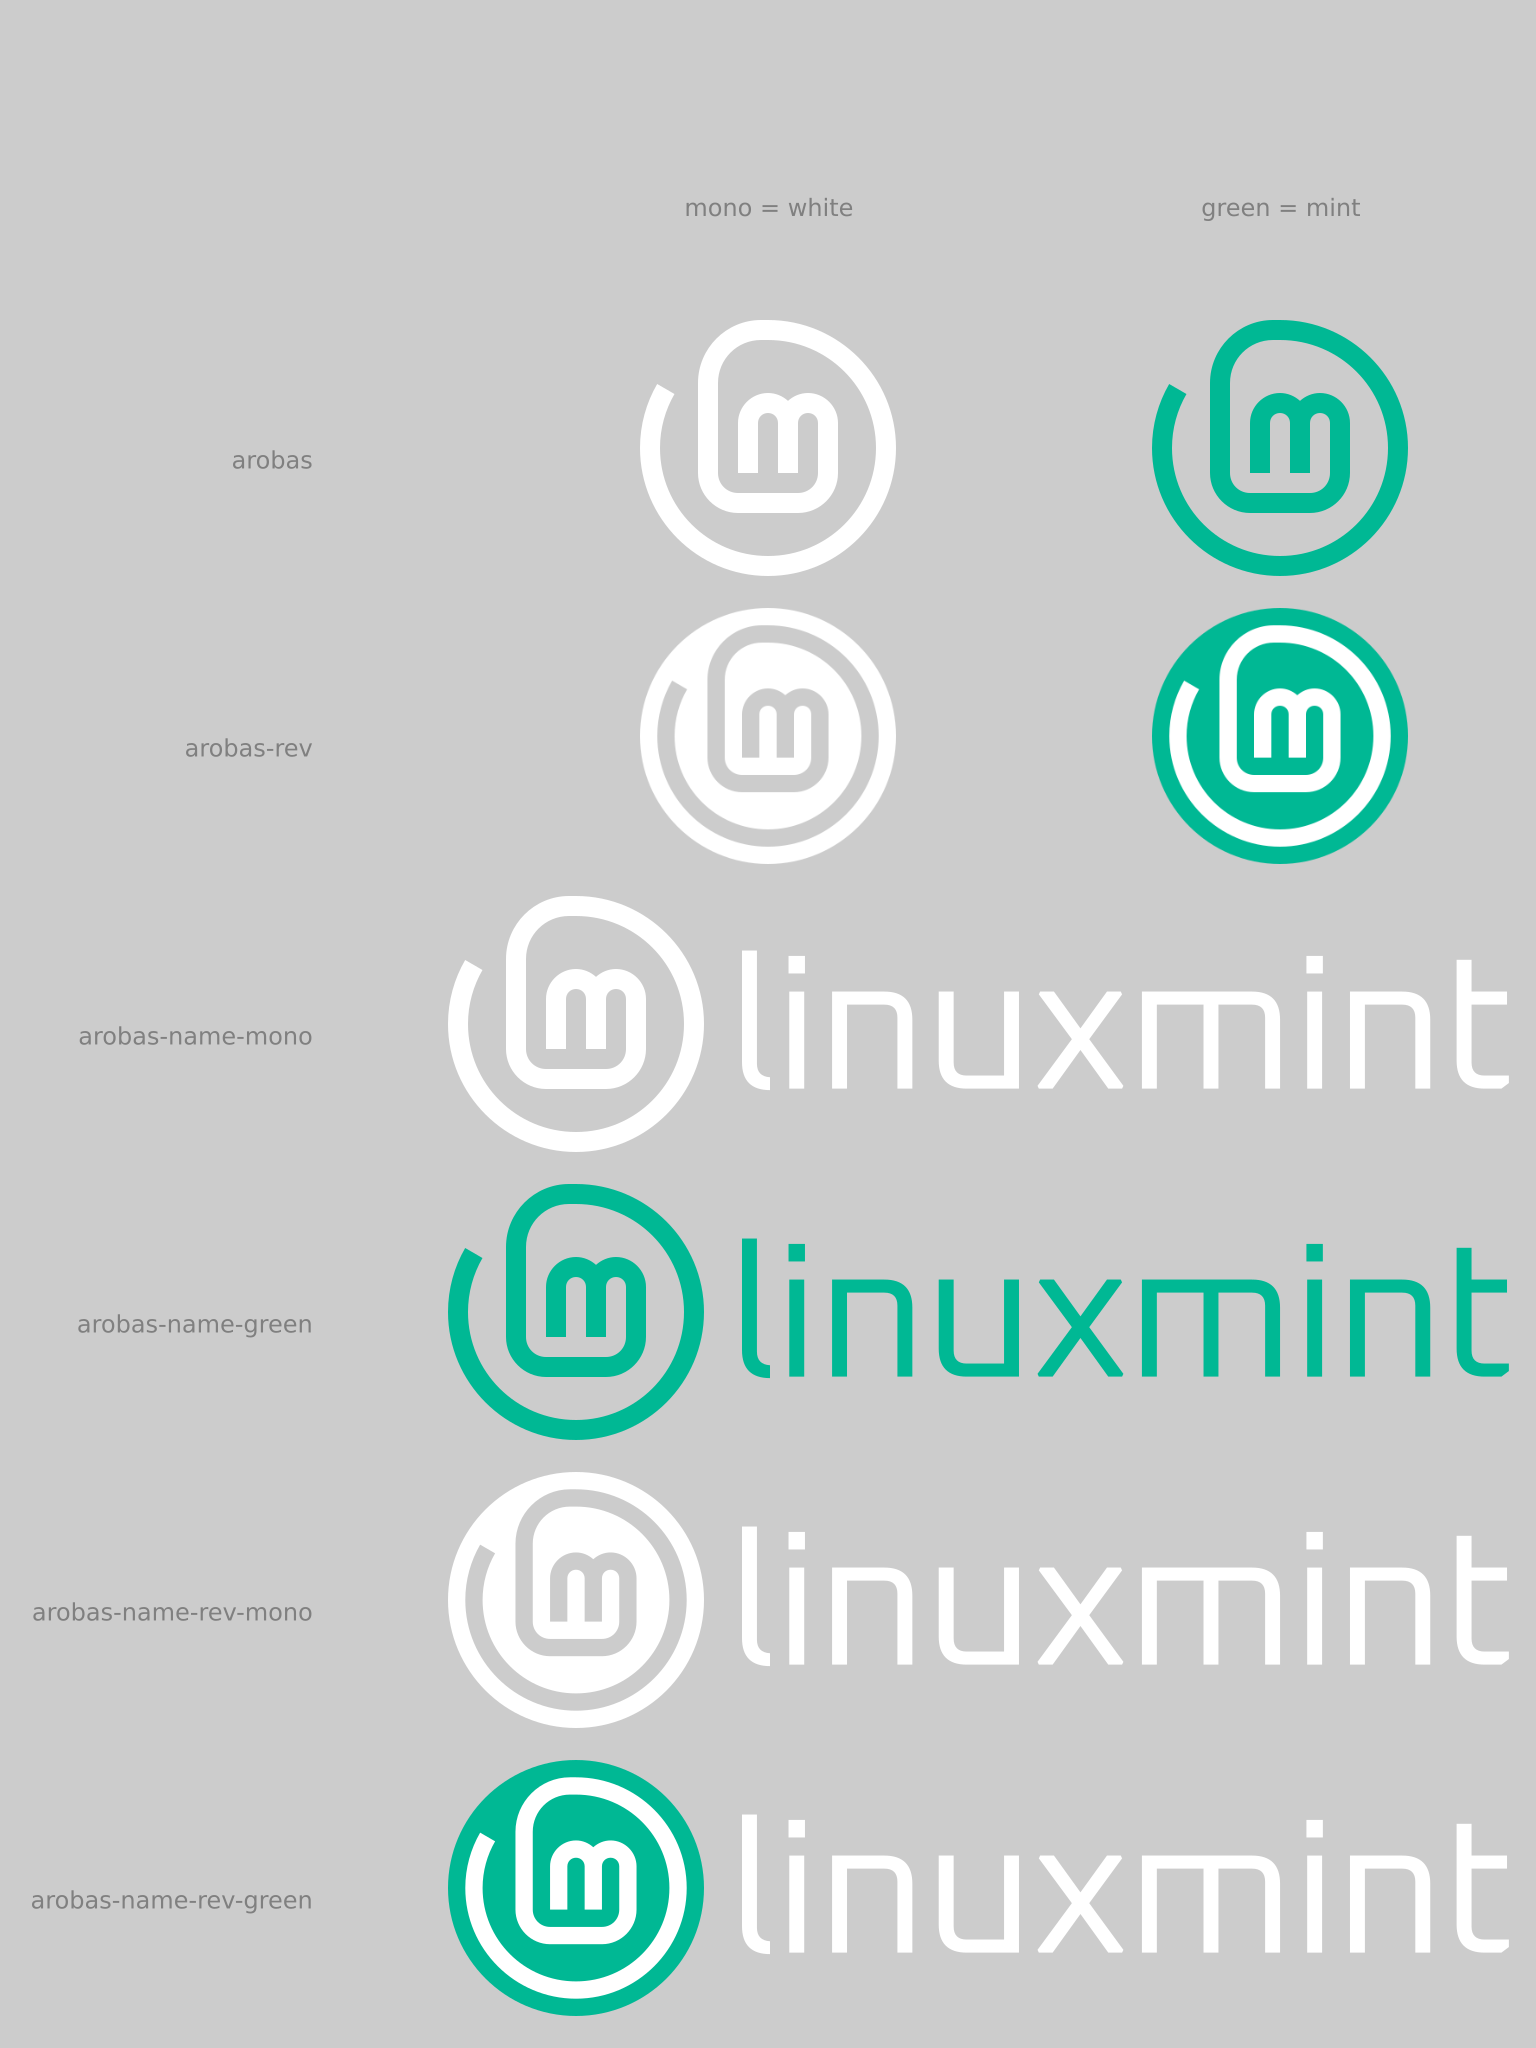 mono = white
green = mint
arobas
arobas-rev
arobas-name-mono
linuxmint
arobas-name-green
linuxmint
arobas-name-rev-mono
linuxmint
arobas-name-rev-green
linuxmint